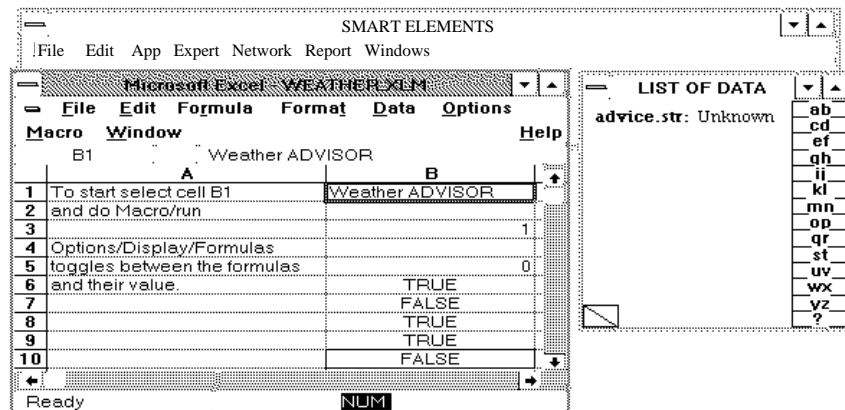 SMART ELEMENTS
File Edit App Expert Network Report Windows
Microsoft Excel - WEATHER.XLM
File Edit Formula Format Data Options
Macro Window Help
B1 Weather ADVISOR
A B
1 To start select cell B1 Weather ADVISOR
2 and do Macro/run
3 1
4 Options/Display/Formulas
5 toggles between the formulas 0
6 and their value. TRUE
7 FALSE
8 TRUE
9 TRUE
10 FALSE
Ready NUM
LIST OF DATA
advice.str: Unknown
ab
cd
ef
gh
ij
kl
mn
op
qr
st
uv
wx
yz
?